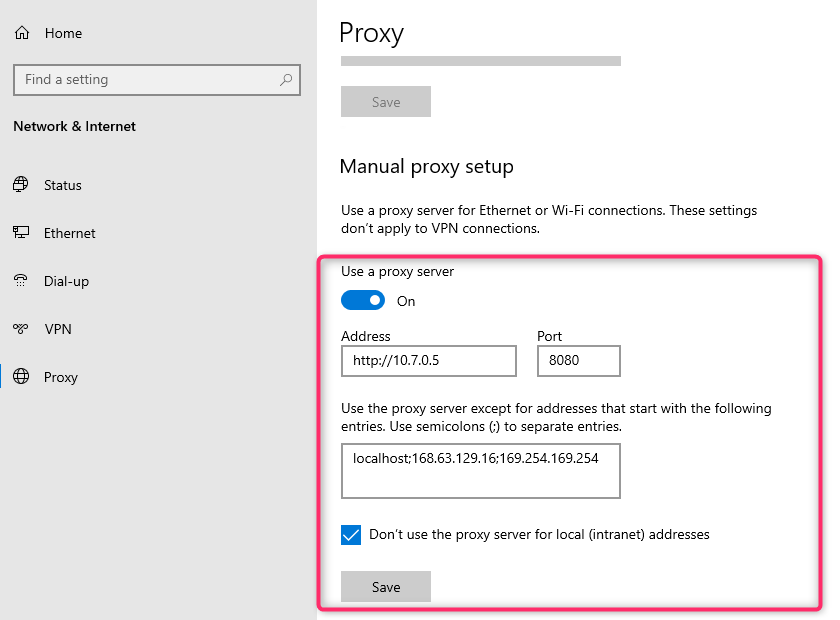 Home
Find a setting
Network & Internet
Status
Ethernet
Dial-up
VPN
Proxy
Proxy
Save
Manual proxy setup
Use a proxy server for Ethernet or Wi-Fi connections. These settings
don't apply to VPN connections.
Use a proxy server
On
Address
Port
http://10.7.0.5
8080
Use the proxy server except for addresses that start with the following
entries. Use semicolons (;) to separate entries.
localhost;168.63.129.16;169.254.169.254
Don't use the proxy server for local (intranet) addresses
Save